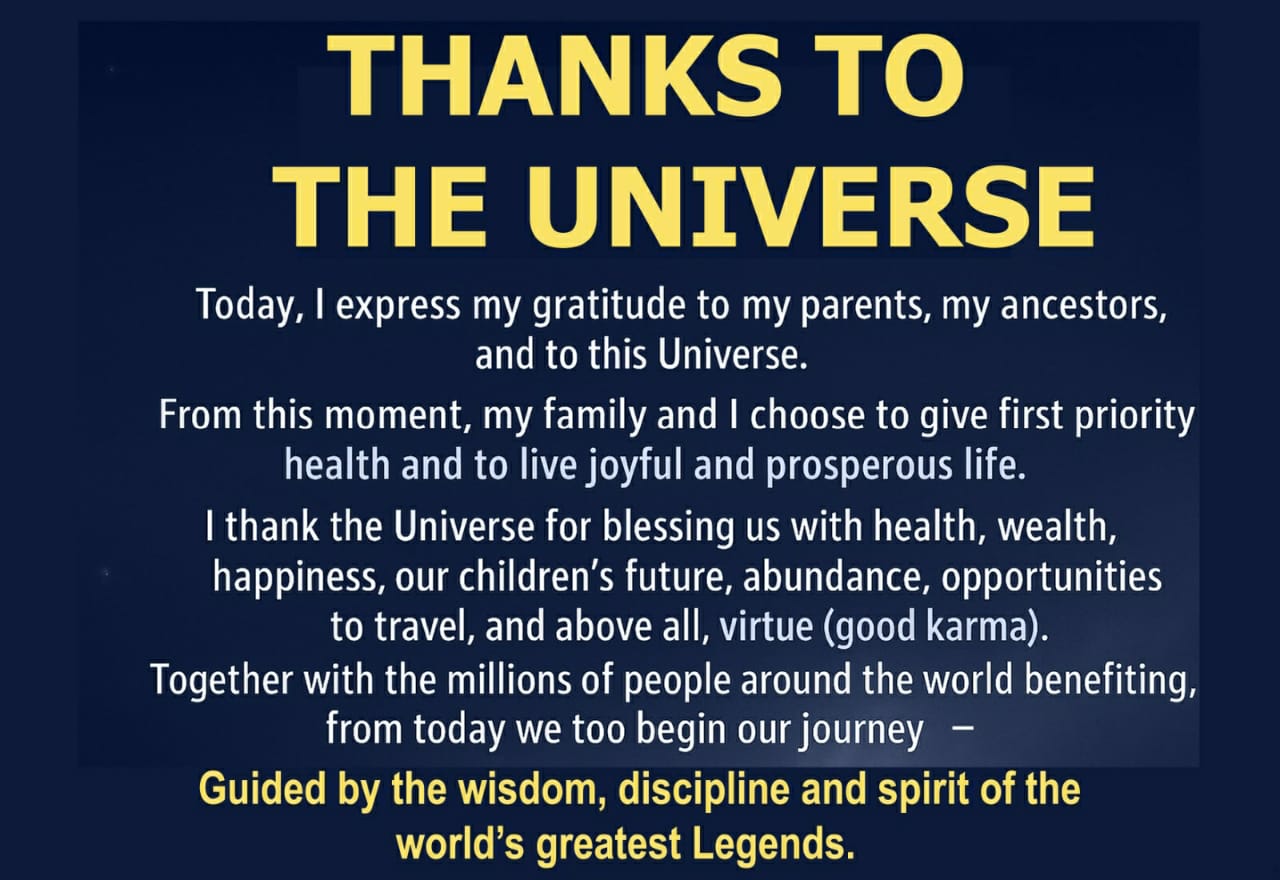 THANKS TO
THE UNIVERSE
Today, I express my gratitude to my parents, my ancestors,
and to this Universe.
From this moment, my family and I choose to give first priority
health and to live joyful and prosperous life.
I thank the Universe for blessing us with health, wealth,
happiness, our children’s future, abundance, opportunities
to travel, and above all, virtue (good karma).
Together with the millions of people around the world benefiting,
from today we too begin our journey –
Guided by the wisdom, discipline and spirit of the
world’s greatest Legends.